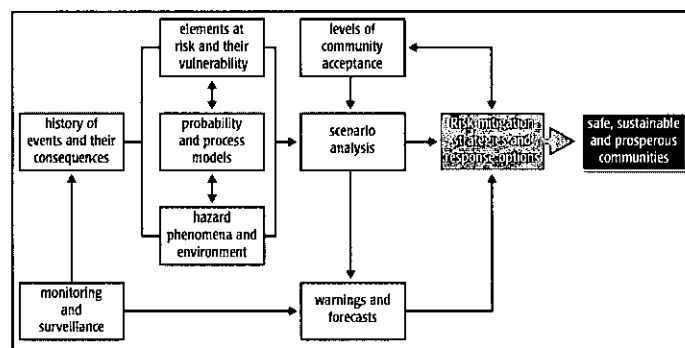 elements at
risk and their
vulnerability
levels of
community
acceptance
history of
events and their
consequences
probability
and process
models
scenario
analysis
Risk mitigation
strategies and
response options
safe, sustainable
and prosperous
communities
hazard
phenomena and
environment
monitoring
and
surveillance
warnings and
forecasts